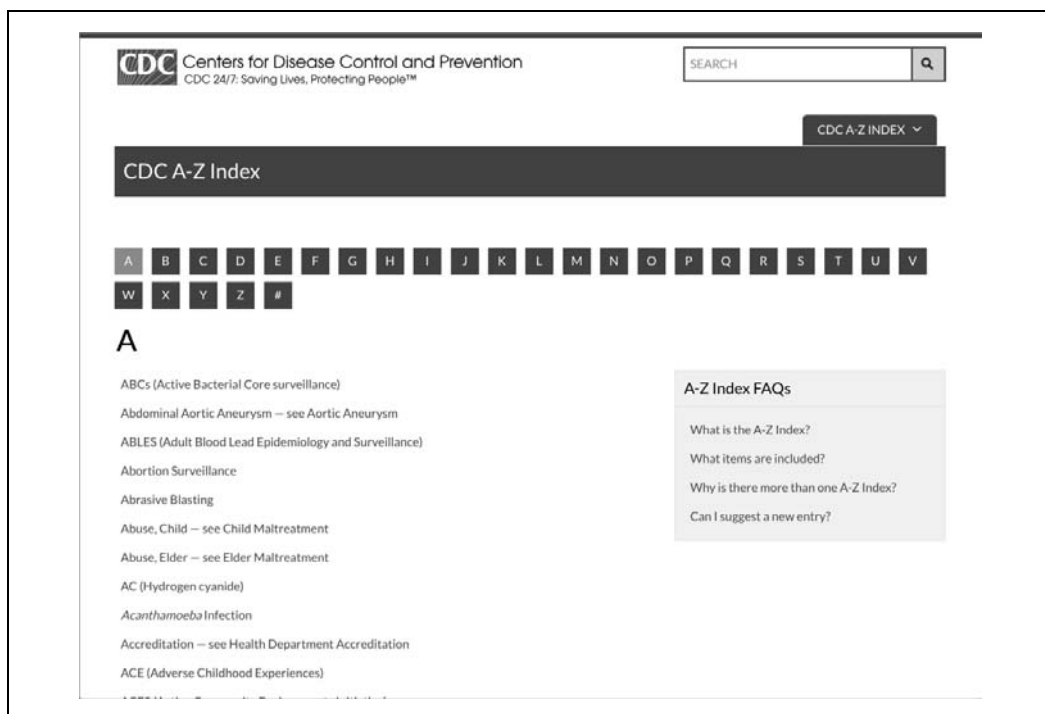 CDC Centers for Disease Control and Prevention
CDC 24/7: Saving Lives, Protecting People™
SEARCH
CDC A-Z INDEX
CDC A-Z Index
A B C D E F G H I J K L M N O P Q R S T U V
W X Y Z #
A
ABCs (Active Bacterial Core surveillance)
Abdominal Aortic Aneurysm — see Aortic Aneurysm
ABLES (Adult Blood Lead Epidemiology and Surveillance)
Abortion Surveillance
Abrasive Blasting
Abuse, Child — see Child Maltreatment
Abuse, Elder — see Elder Maltreatment
AC (Hydrogen cyanide)
Acanthamoeba Infection
Accreditation — see Health Department Accreditation
ACE (Adverse Childhood Experiences)
A-Z Index FAQs
What is the A-Z Index?
What items are included?
Why is there more than one A-Z Index?
Can I suggest a new entry?